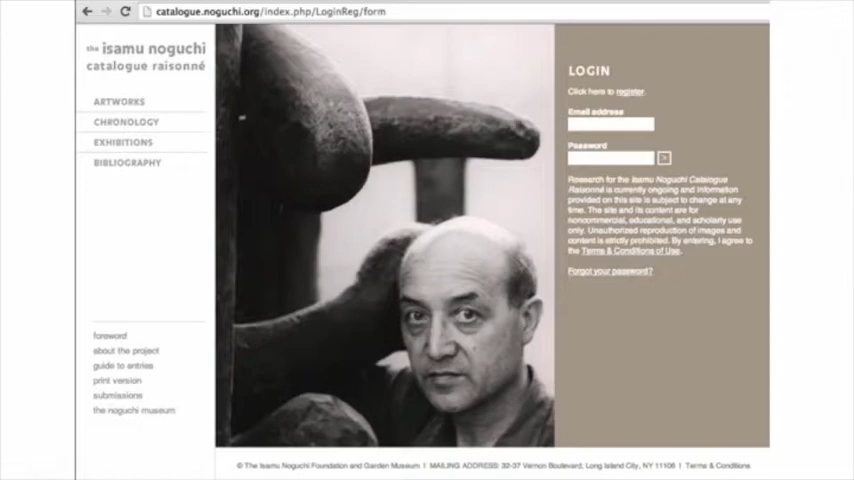 catalogue.noguchi.org/index.php/LoginReg/form
the isamu noguchi
catalogue raisonné
ARTWORKS
CHRONOLOGY
EXHIBITIONS
BIBLIOGRAPHY
foreword
about the project
guide to entries
print version
submissions
the noguchi museum
LOGIN
Click here to register.
Email address
Password
>
Research for the Isamu Noguchi Catalogue
Raisonné is currently ongoing and information
provided on this site is subject to change at any
time. The site and its content are for
noncommercial, educational, and scholarly use
only. Unauthorized reproduction of images and
content is strictly prohibited. By entering, I agree to
the Terms & Conditions of Use.
Forgot your password?
© The Isamu Noguchi Foundation and Garden Museum | MAILING ADDRESS: 32-37 Vernon Boulevard, Long Island City, NY 11106 | Terms & Conditions